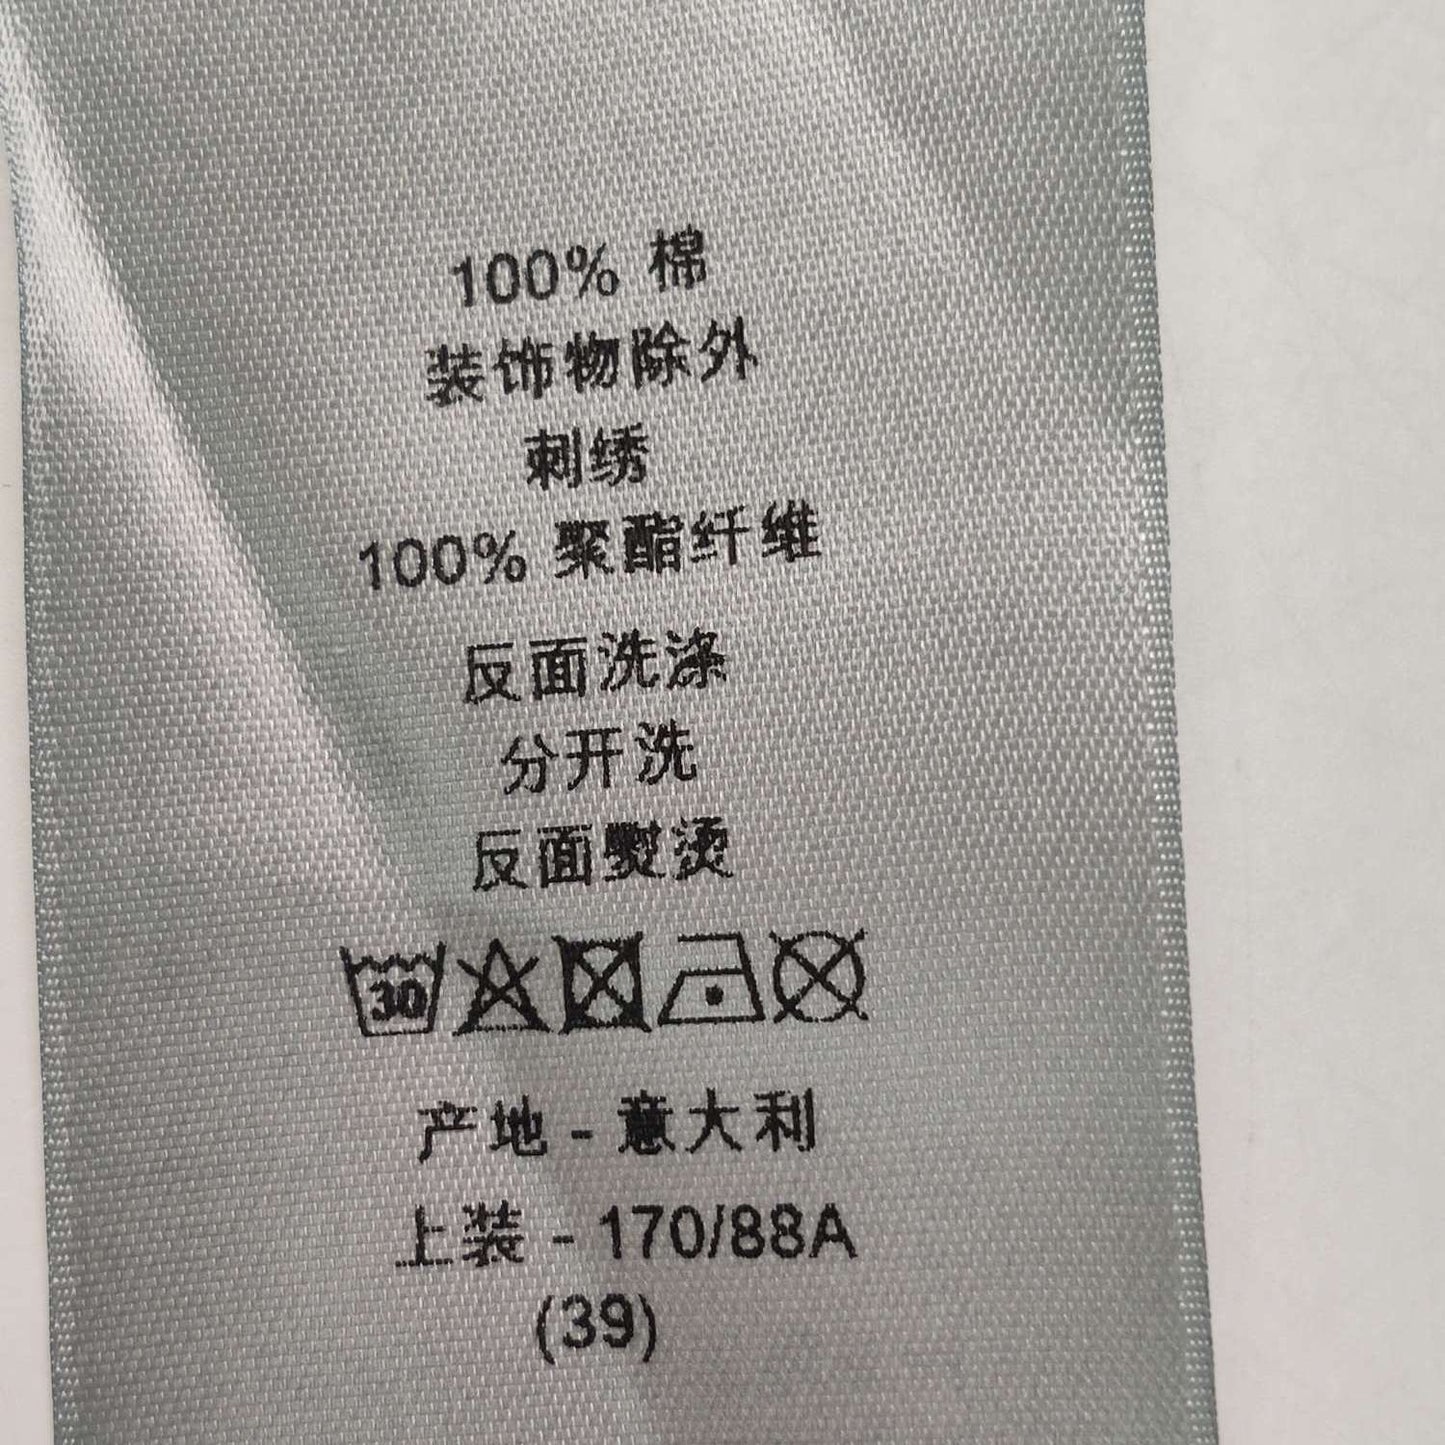 100% 棉
装饰物除外
刺绣
100% 聚酯纤维
反面洗涤
分开洗
反面熨烫
30
产地 - 意大利
上装 - 170/88A
(39)